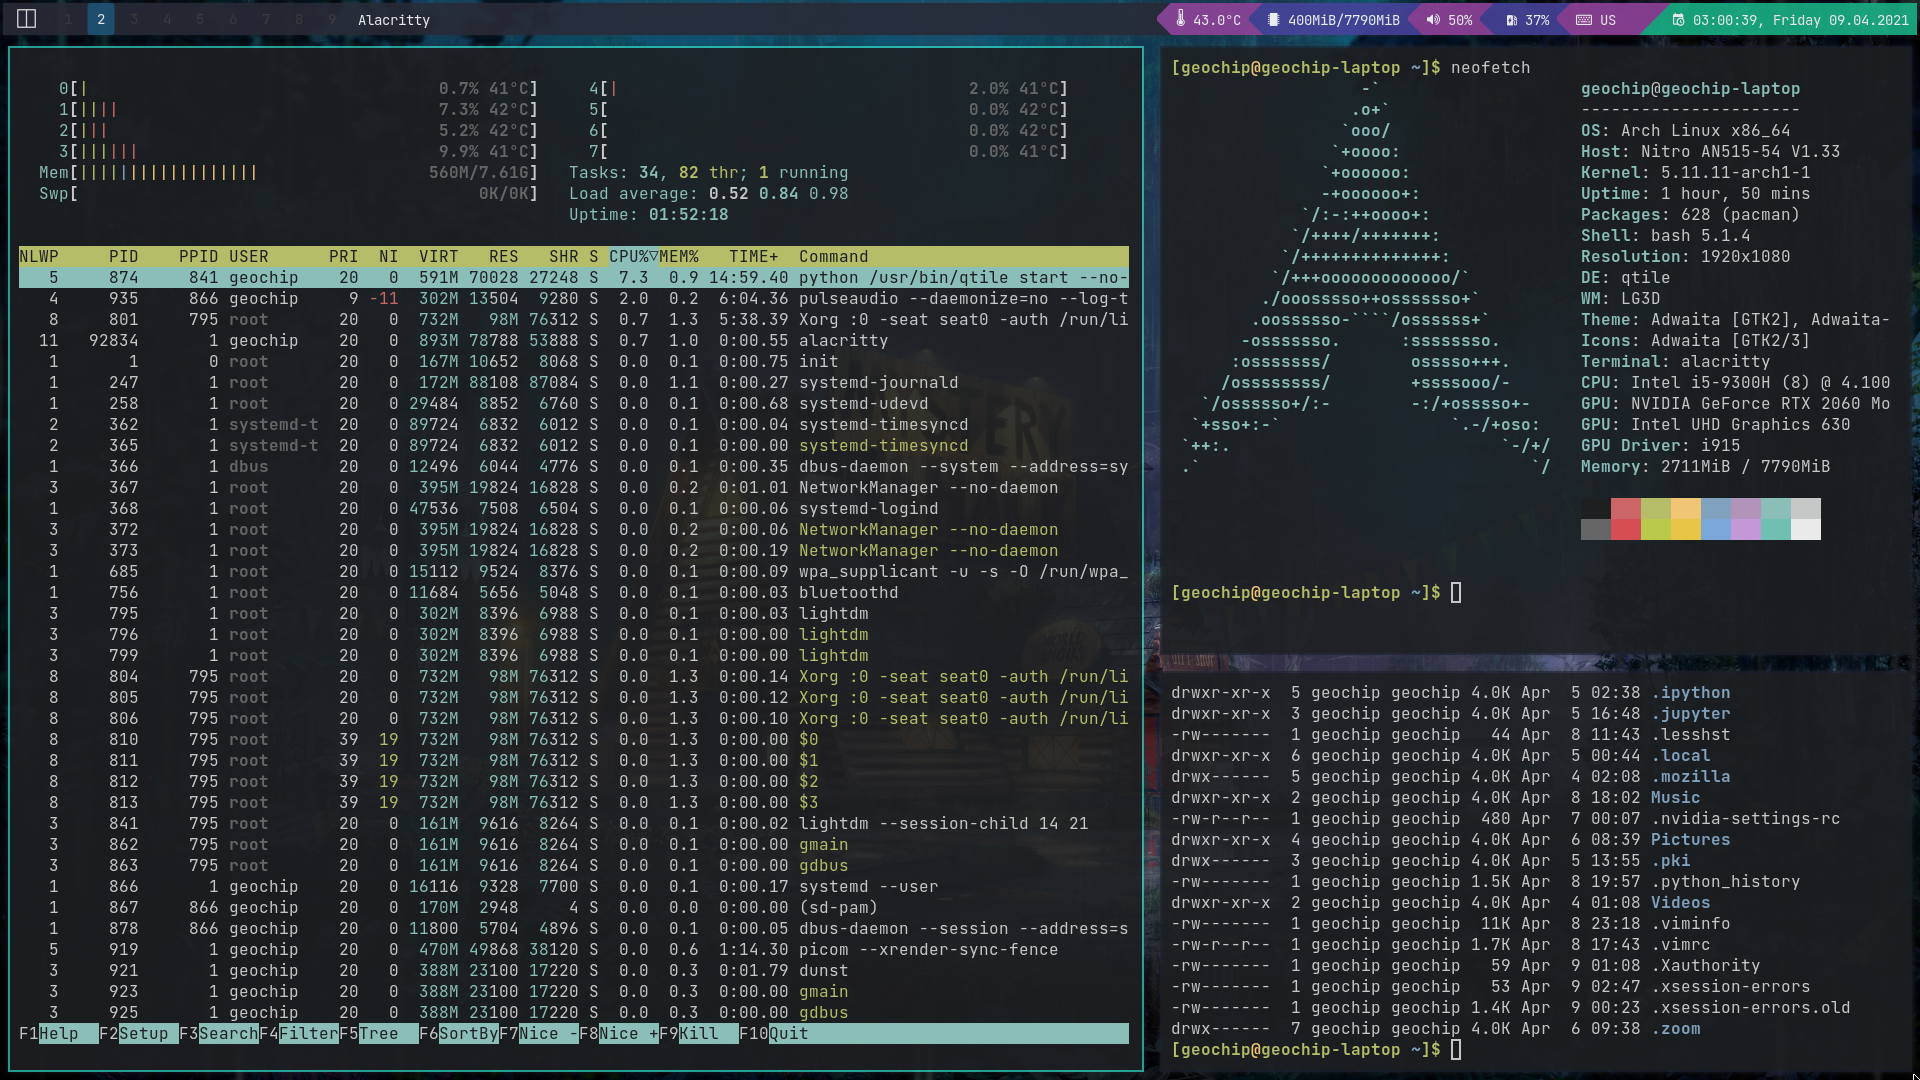 1 2 3 4 5 6 7 8 9 Alacritty 43.0°C 400MiB/7790MiB 50% 37% US 03:00:39, Friday 09.04.2021
0[| 0.7% 41°C] 4[| 2.0% 41°C]
1[|||| 7.3% 42°C] 5[ 0.0% 42°C]
2[||| 5.2% 42°C] 6[ 0.0% 42°C]
3[|||||| 9.9% 41°C] 7[ 0.0% 41°C]
Mem[|||||||||||||||||| 560M/7.61G] Tasks: 34, 82 thr; 1 running
Swp[ 0K/0K] Load average: 0.52 0.84 0.98
Uptime: 01:52:18
NLWP PID PPID USER PRI NI VIRT RES SHR S CPU%▽MEM% TIME+ Command
5 874 841 geochip 20 0 591M 70028 27248 S 7.3 0.9 14:59.40 python /usr/bin/qtile start --no-
4 935 866 geochip 9 -11 302M 13504 9280 S 2.0 0.2 6:04.36 pulseaudio --daemonize=no --log-t
8 801 795 root 20 0 732M 98M 76312 S 0.7 1.3 5:38.39 Xorg :0 -seat seat0 -auth /run/li
11 92834 1 geochip 20 0 893M 78788 53888 S 0.7 1.0 0:00.55 alacritty
1 1 0 root 20 0 167M 10652 8068 S 0.0 0.1 0:00.75 init
1 247 1 root 20 0 172M 88108 87084 S 0.0 1.1 0:00.27 systemd-journald
1 258 1 root 20 0 29484 8852 6760 S 0.0 0.1 0:00.68 systemd-udevd
2 362 1 systemd-t 20 0 89724 6832 6012 S 0.0 0.1 0:00.04 systemd-timesyncd
2 365 1 systemd-t 20 0 89724 6832 6012 S 0.0 0.1 0:00.00 systemd-timesyncd
1 366 1 dbus 20 0 12496 6044 4776 S 0.0 0.1 0:00.35 dbus-daemon --system --address=sy
3 367 1 root 20 0 395M 19824 16828 S 0.0 0.2 0:01.01 NetworkManager --no-daemon
1 368 1 root 20 0 47536 7508 6504 S 0.0 0.1 0:00.06 systemd-logind
3 372 1 root 20 0 395M 19824 16828 S 0.0 0.2 0:00.06 NetworkManager --no-daemon
3 373 1 root 20 0 395M 19824 16828 S 0.0 0.2 0:00.19 NetworkManager --no-daemon
1 685 1 root 20 0 15112 9524 8376 S 0.0 0.1 0:00.09 wpa_supplicant -u -s -O /run/wpa_
1 756 1 root 20 0 11684 5656 5048 S 0.0 0.1 0:00.03 bluetoothd
3 795 1 root 20 0 302M 8396 6988 S 0.0 0.1 0:00.03 lightdm
3 796 1 root 20 0 302M 8396 6988 S 0.0 0.1 0:00.00 lightdm
3 799 1 root 20 0 302M 8396 6988 S 0.0 0.1 0:00.00 lightdm
8 804 795 root 20 0 732M 98M 76312 S 0.0 1.3 0:00.14 Xorg :0 -seat seat0 -auth /run/li
8 805 795 root 20 0 732M 98M 76312 S 0.0 1.3 0:00.12 Xorg :0 -seat seat0 -auth /run/li
8 806 795 root 20 0 732M 98M 76312 S 0.0 1.3 0:00.10 Xorg :0 -seat seat0 -auth /run/li
8 810 795 root 39 19 732M 98M 76312 S 0.0 1.3 0:00.00 $0
8 811 795 root 39 19 732M 98M 76312 S 0.0 1.3 0:00.00 $1
8 812 795 root 39 19 732M 98M 76312 S 0.0 1.3 0:00.00 $2
8 813 795 root 39 19 732M 98M 76312 S 0.0 1.3 0:00.00 $3
3 841 795 root 20 0 161M 9616 8264 S 0.0 0.1 0:00.02 lightdm --session-child 14 21
3 862 795 root 20 0 161M 9616 8264 S 0.0 0.1 0:00.00 gmain
3 863 795 root 20 0 161M 9616 8264 S 0.0 0.1 0:00.00 gdbus
1 866 1 geochip 20 0 16116 9328 7700 S 0.0 0.1 0:00.17 systemd --user
1 867 866 geochip 20 0 170M 2948 4 S 0.0 0.0 0:00.00 (sd-pam)
1 878 866 geochip 20 0 11800 5704 4896 S 0.0 0.1 0:00.05 dbus-daemon --session --address=s
5 919 1 geochip 20 0 470M 49868 38120 S 0.0 0.6 1:14.30 picom --xrender-sync-fence
3 921 1 geochip 20 0 388M 23100 17220 S 0.0 0.3 0:01.79 dunst
3 923 1 geochip 20 0 388M 23100 17220 S 0.0 0.3 0:00.00 gmain
3 925 1 geochip 20 0 388M 23100 17220 S 0.0 0.3 0:00.00 gdbus
F1Help F2Setup F3SearchF4FilterF5Tree F6SortByF7Nice -F8Nice +F9Kill F10Quit
[geochip@geochip-laptop ~]$ neofetch
-` geochip@geochip-laptop
.o+` ----------------------
`ooo/ OS: Arch Linux x86_64
`+oooo: Host: Nitro AN515-54 V1.33
`+oooooo: Kernel: 5.11.11-arch1-1
-+oooooo+: Uptime: 1 hour, 50 mins
`/:-:++oooo+: Packages: 628 (pacman)
`/++++/+++++++: Shell: bash 5.1.4
`/++++++++++++++: Resolution: 1920x1080
`/+++ooooooooooooo/` DE: qtile
./ooosssso++osssssso+` WM: LG3D
.oossssso-````/ossssss+` Theme: Adwaita [GTK2], Adwaita-
-osssssso. :ssssssso. Icons: Adwaita [GTK2/3]
:osssssss/ osssso+++. Terminal: alacritty
/ossssssss/ +ssssooo/- CPU: Intel i5-9300H (8) @ 4.100
`/ossssso+/:- -:/+osssso+- GPU: NVIDIA GeForce RTX 2060 Mo
`+sso+:-` `.-/+oso: GPU: Intel UHD Graphics 630
`++:. `-/+/ GPU Driver: i915
.` `/ Memory: 2711MiB / 7790MiB
[geochip@geochip-laptop ~]$
drwxr-xr-x 5 geochip geochip 4.0K Apr 5 02:38 .ipython
drwxr-xr-x 3 geochip geochip 4.0K Apr 5 16:48 .jupyter
-rw------- 1 geochip geochip 44 Apr 8 11:43 .lesshst
drwxr-xr-x 6 geochip geochip 4.0K Apr 5 00:44 .local
drwx------ 5 geochip geochip 4.0K Apr 4 02:08 .mozilla
drwxr-xr-x 2 geochip geochip 4.0K Apr 8 18:02 Music
-rw-r--r-- 1 geochip geochip 480 Apr 7 00:07 .nvidia-settings-rc
drwxr-xr-x 4 geochip geochip 4.0K Apr 6 08:39 Pictures
drwx------ 3 geochip geochip 4.0K Apr 5 13:55 .pki
-rw------- 1 geochip geochip 1.5K Apr 8 19:57 .python_history
drwxr-xr-x 2 geochip geochip 4.0K Apr 4 01:08 Videos
-rw------- 1 geochip geochip 11K Apr 8 23:18 .viminfo
-rw-r--r-- 1 geochip geochip 1.7K Apr 8 17:43 .vimrc
-rw------- 1 geochip geochip 59 Apr 9 01:08 .Xauthority
-rw------- 1 geochip geochip 53 Apr 9 02:47 .xsession-errors
-rw------- 1 geochip geochip 1.4K Apr 9 00:23 .xsession-errors.old
drwx------ 7 geochip geochip 4.0K Apr 6 09:38 .zoom
[geochip@geochip-laptop ~]$